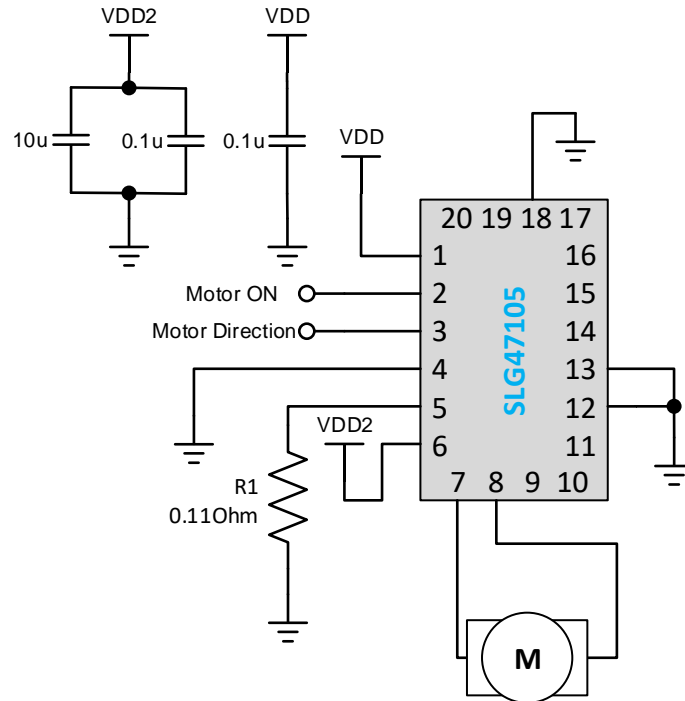 VDD2
VDD
10u
0.1u
0.1u
VDD
20 19 18 17
1
16
Motor ON
2
15
Motor Direction
3
14
SLG47105
4
13
5
12
VDD2
6
11
7 8 9 10
R1
0.11Ohm
M